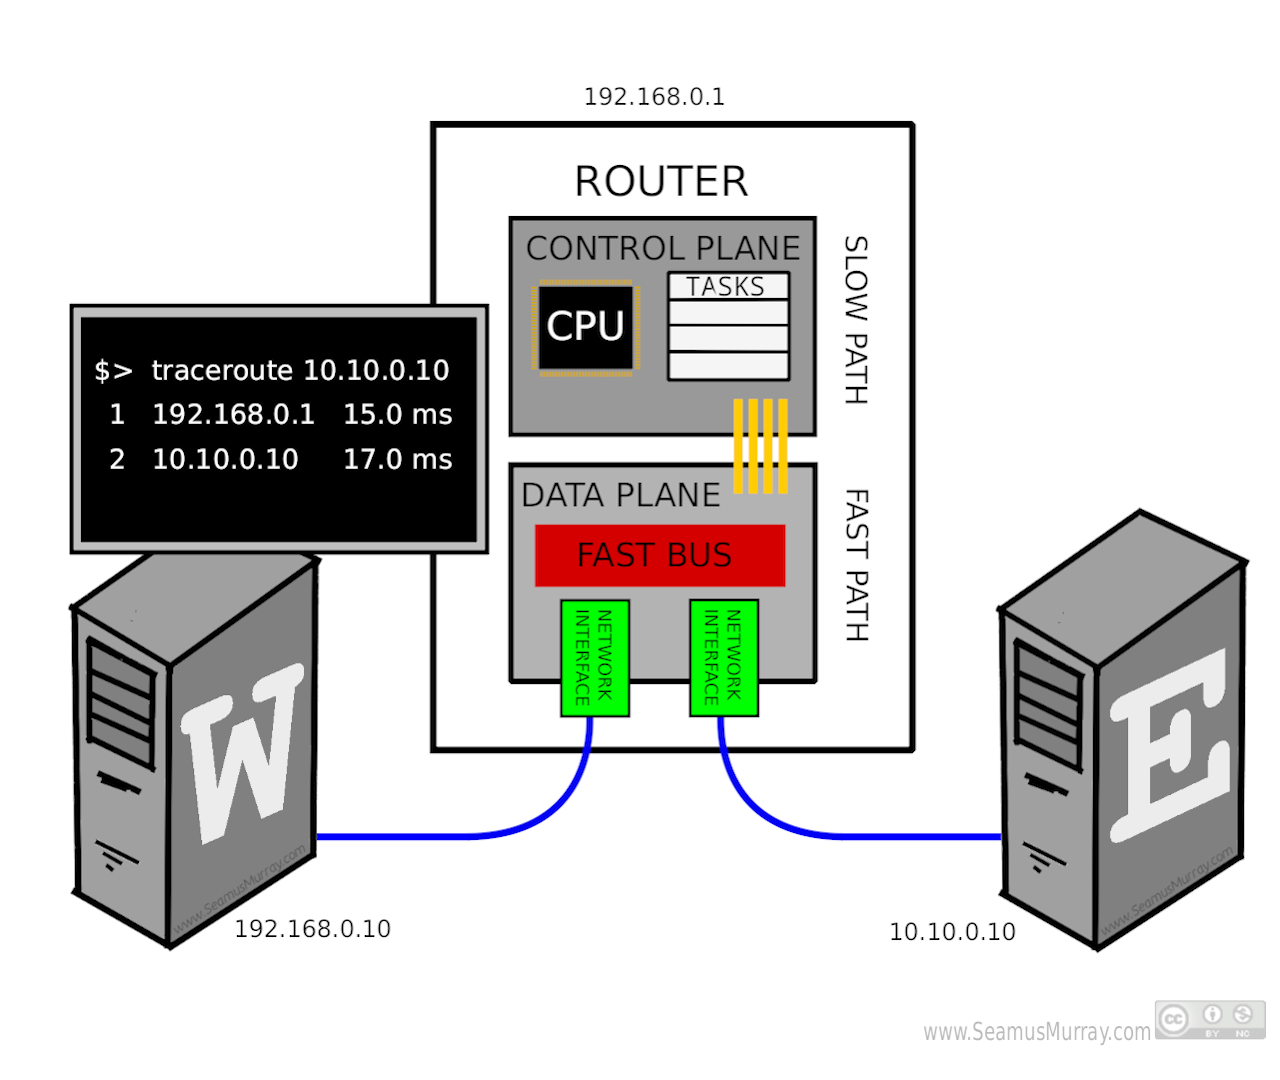 192.168.0.1
ROUTER
CONTROL PLANE
CPU
TASKS
SLOW PATH
$> traceroute 10.10.0.10
1 192.168.0.1 15.0 ms
2 10.10.0.10 17.0 ms
DATA PLANE
FAST BUS
FAST PATH
NETWORK
INTERFACE
NETWORK
INTERFACE
W
E
www.SeamusMurray.com
www.SeamusMurray.com
192.168.0.10
10.10.0.10
www.SeamusMurray.com
cc
BY NC